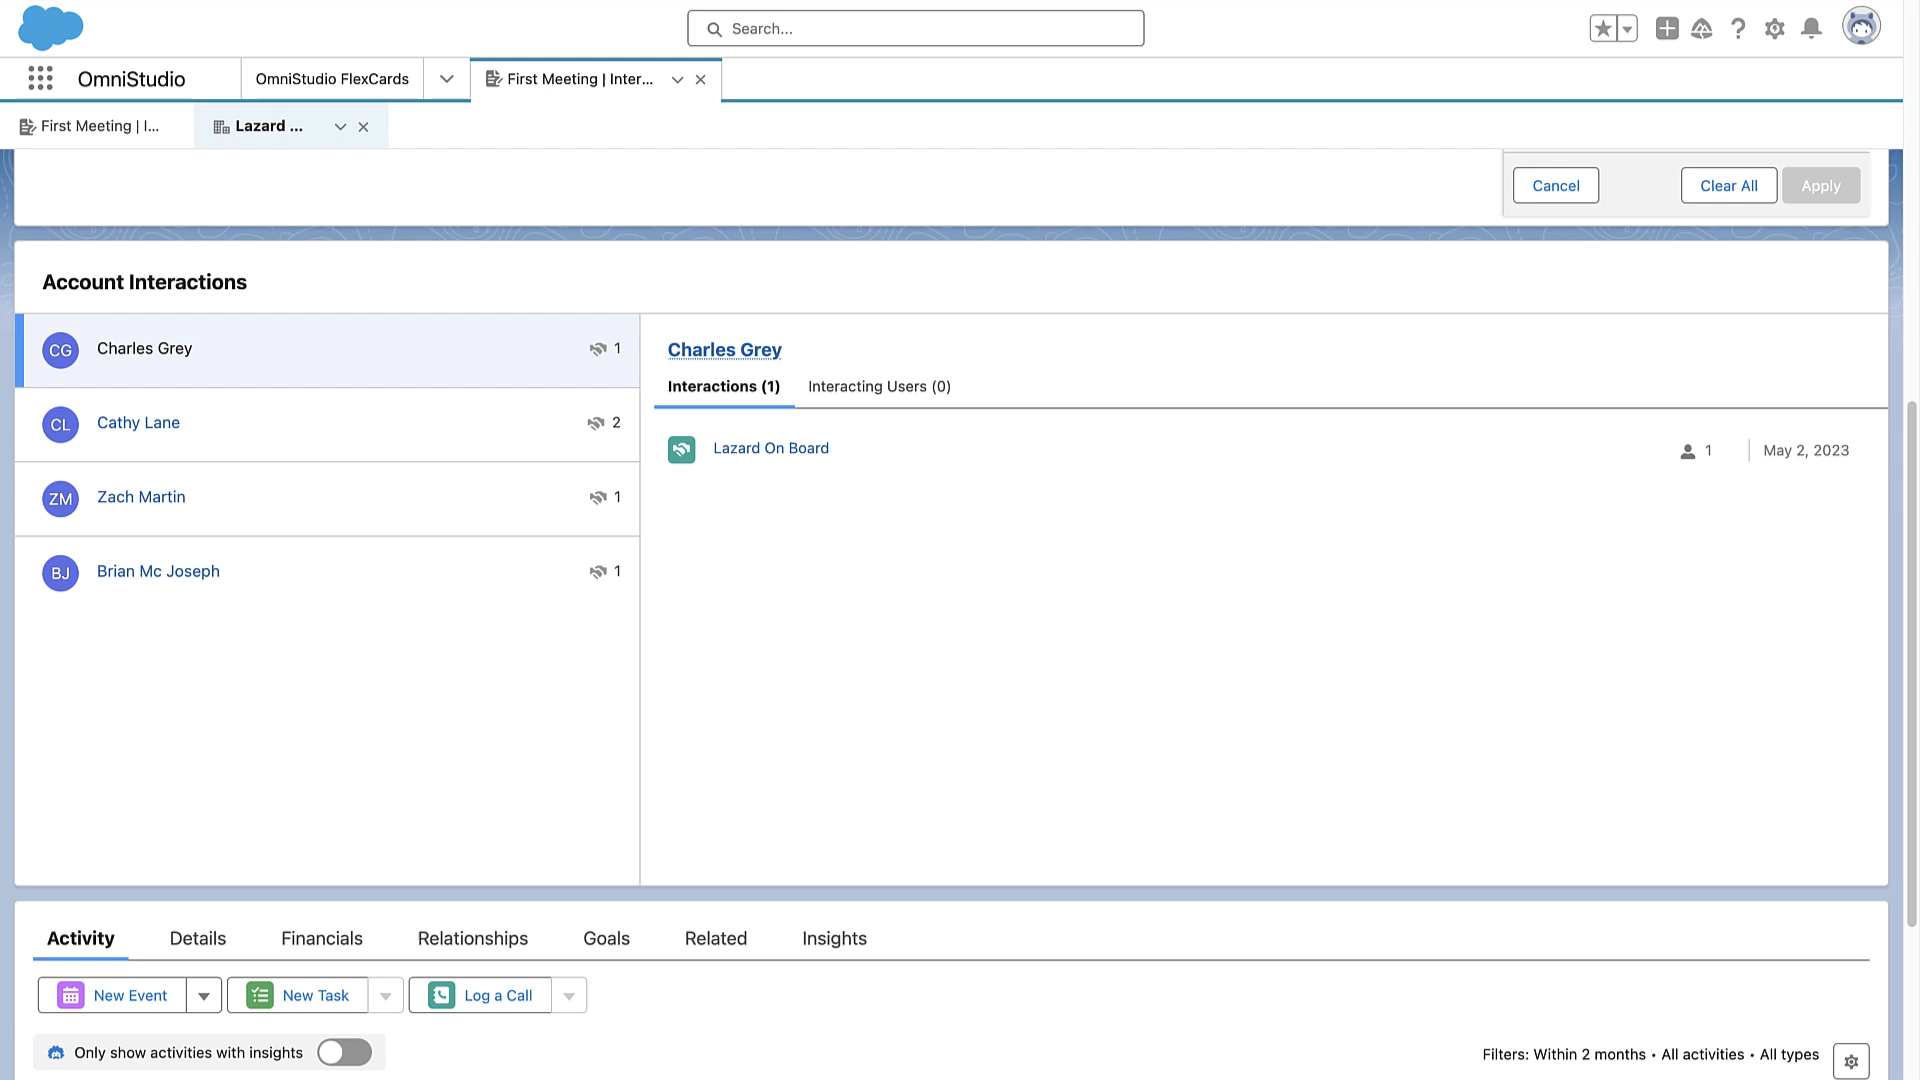 Search...
OmniStudio
OmniStudio FlexCards
First Meeting | Inter...
First Meeting | I...
Lazard ...
Cancel
Clear All
Apply
Account Interactions
CG
Charles Grey
1
CL
Cathy Lane
2
ZM
Zach Martin
1
BJ
Brian Mc Joseph
1
Charles Grey
Interactions (1)
Interacting Users (0)
Lazard On Board
1
May 2, 2023
Activity
Details
Financials
Relationships
Goals
Related
Insights
New Event
New Task
Log a Call
Only show activities with insights
Filters: Within 2 months • All activities • All types